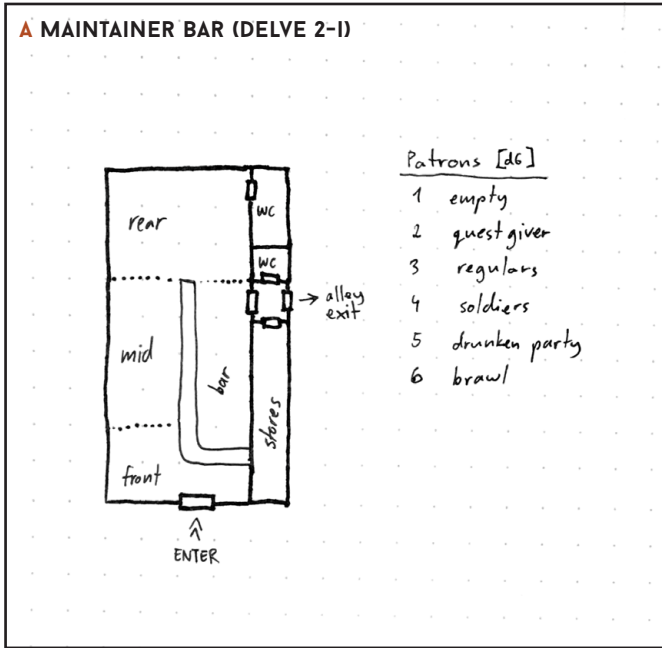 A MAINTAINER BAR (DELVE 2-1)
Patrons [d6]
1 empty
2 quest giver
3 regulars
4 soldiers
5 drunken party
6 brawl
rear
WC
WC
alley
exit
mid
bar
stores
front
ENTER